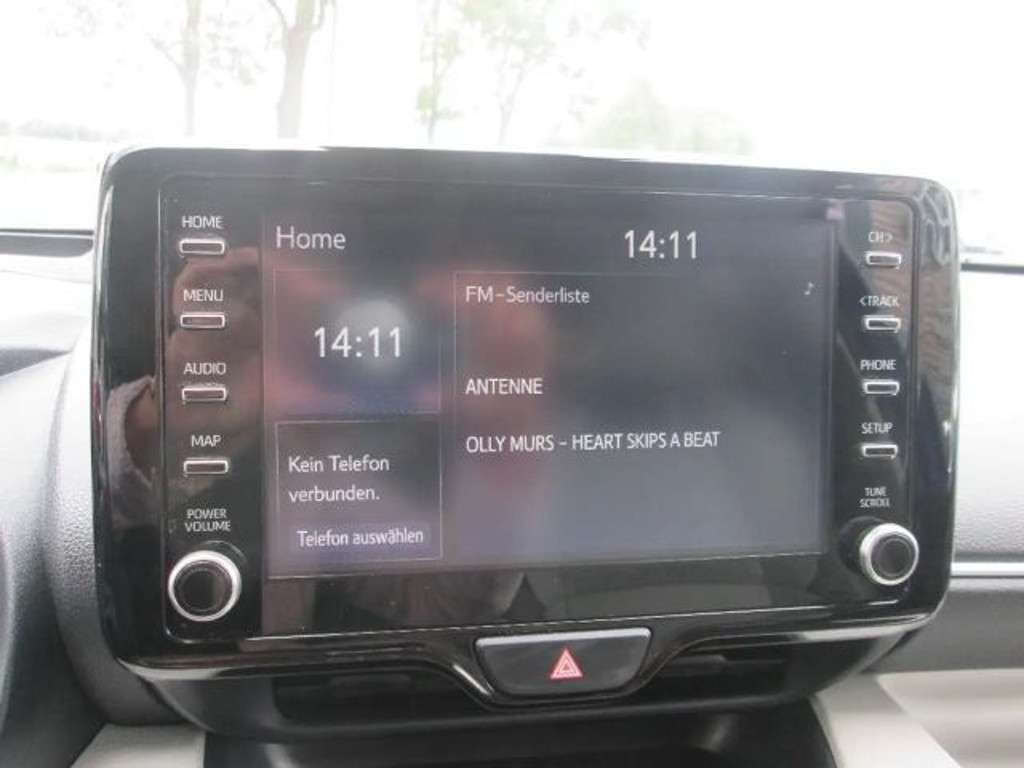 HOME
MENU
AUDIO
MAP
POWER
VOLUME
Home
14:11
14:11
Kein Telefon
verbunden.
Telefon auswählen
FM-Senderliste
ANTENNE
OLLY MURS - HEART SKIPS A BEAT
CH>
<TRACK
PHONE
SETUP
TUNE
SCROLL